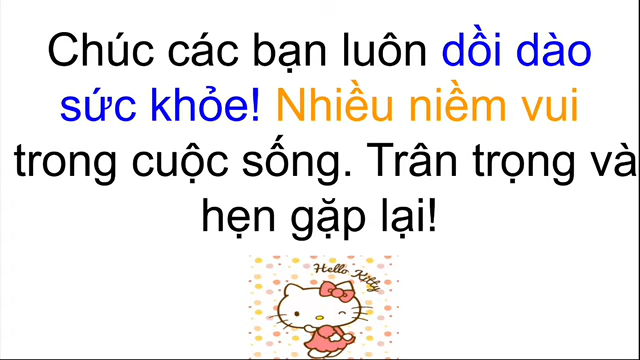 Chúc các bạn luôn dồi dào
sức khỏe! Nhiều niềm vui
trong cuộc sống. Trân trọng và
hẹn gặp lại!
Hello Kitty